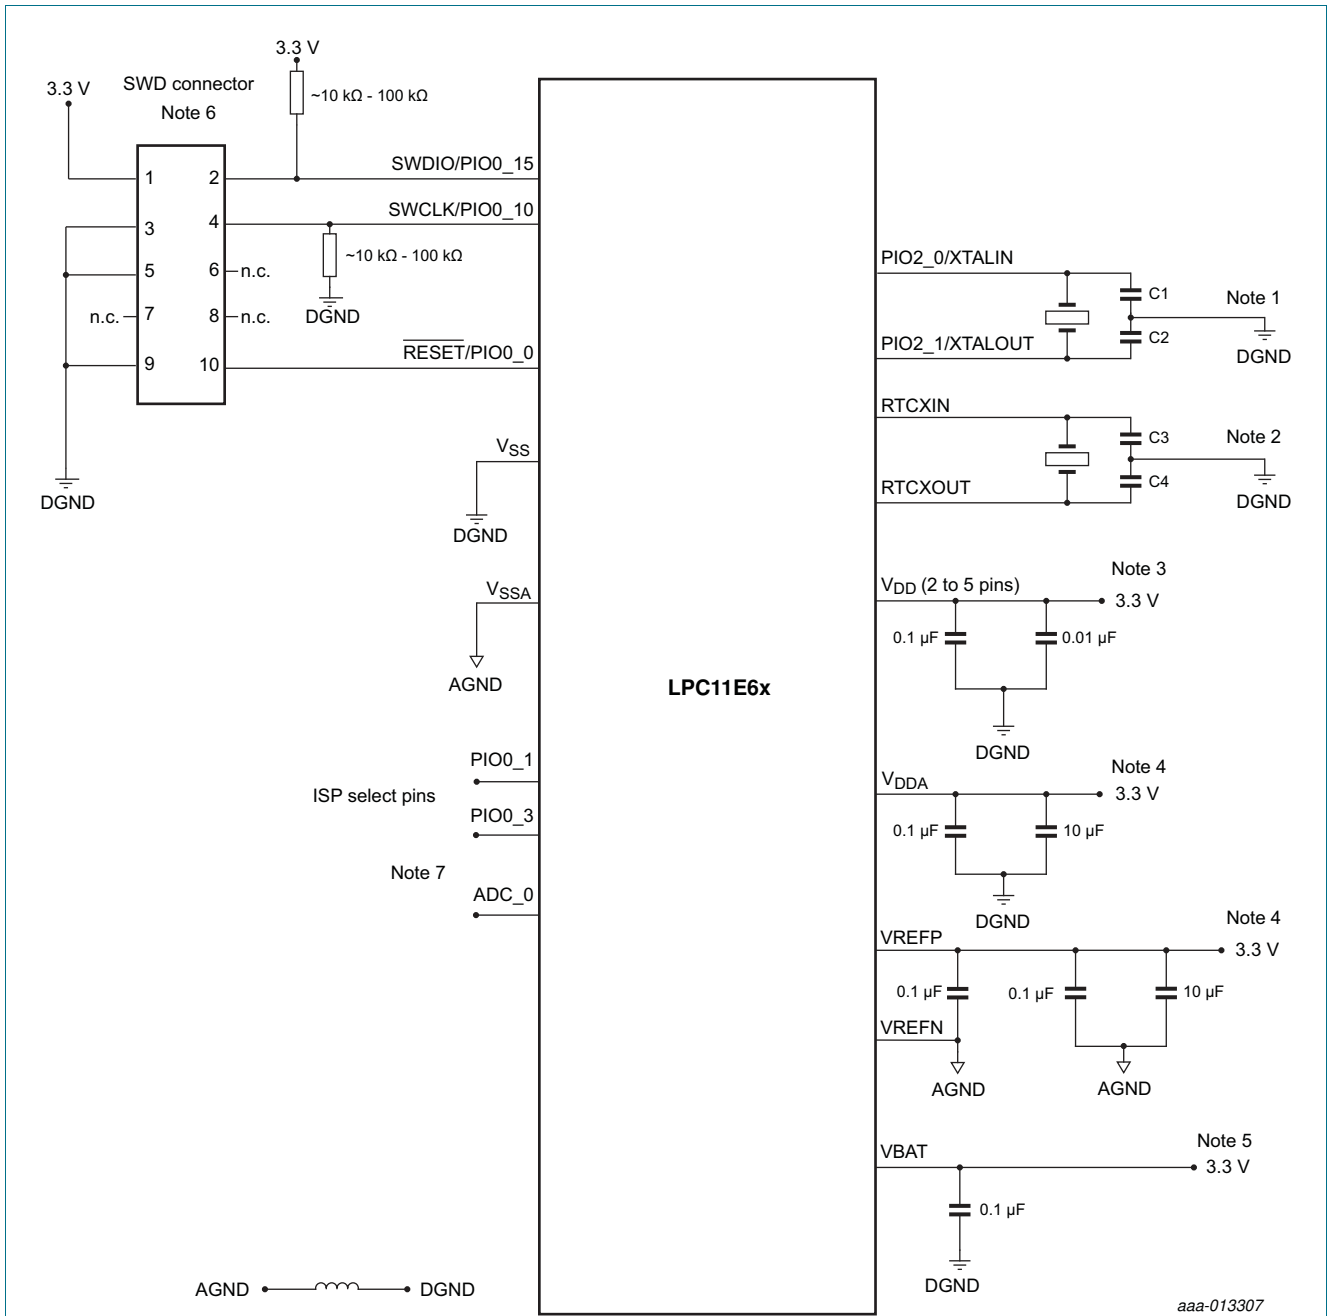 3.3 V
3.3 V
SWD connector
Note 6
~10 kΩ - 100 kΩ
1
2
SWDIO/PIO0_15
3
4
SWCLK/PIO0_10
~10 kΩ - 100 kΩ
5
6
n.c.
n.c.
7
8
n.c.
DGND
9
10
RESET/PIO0_0
DGND
VSS
DGND
VSSA
AGND
PIO0_1
ISP select pins
PIO0_3
Note 7
ADC_0
LPC11E6x
PIO2_0/XTALIN
C1
Note 1
C2
PIO2_1/XTALOUT
DGND
RTCXIN
C3
Note 2
C4
RTCXOUT
DGND
VDD (2 to 5 pins)
Note 3
3.3 V
0.1 µF
0.01 µF
DGND
VDDA
Note 4
3.3 V
0.1 µF
10 µF
DGND
VREFP
Note 4
3.3 V
0.1 µF
0.1 µF
10 µF
VREFN
AGND
AGND
VBAT
Note 5
3.3 V
0.1 µF
DGND
AGND
DGND
aaa-013307